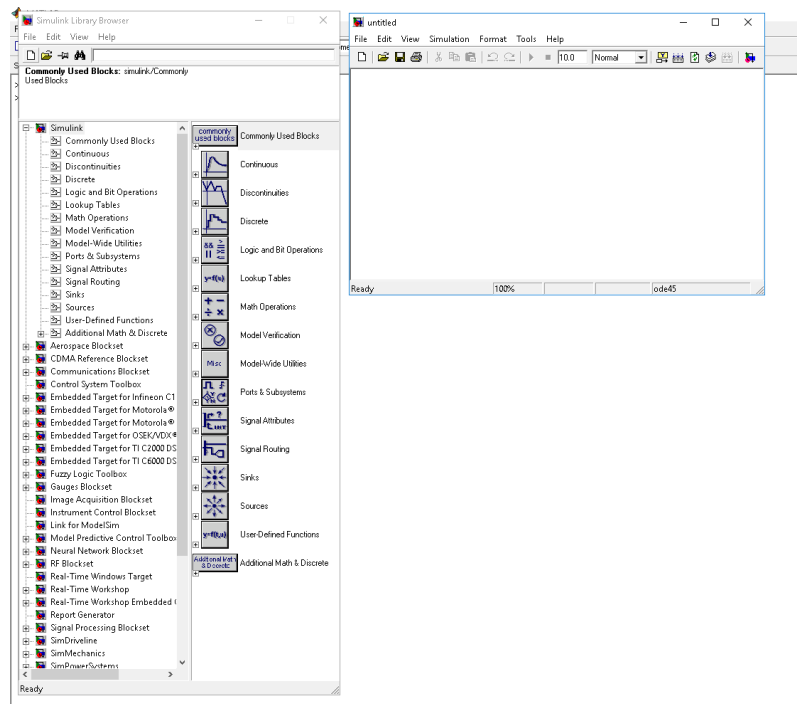 Simulink Library Browser
File Edit View Help
Commonly Used Blocks: simulink/Commonly
Used Blocks
Simulink
Commonly Used Blocks
Continuous
Discontinuities
Discrete
Logic and Bit Operations
Lookup Tables
Math Operations
Model Verification
Model-Wide Utilities
Ports & Subsystems
Signal Attributes
Signal Routing
Sinks
Sources
User-Defined Functions
Additional Math & Discrete
Aerospace Blockset
CDMA Reference Blockset
Communications Blockset
Control System Toolbox
Embedded Target for Infineon C1
Embedded Target for Motorola®
Embedded Target for Motorola®
Embedded Target for OSEK/VDX®
Embedded Target for TI C2000 DS
Embedded Target for TI C6000 DS
Fuzzy Logic Toolbox
Gauges Blockset
Image Acquisition Blockset
Instrument Control Blockset
Link for ModelSim
Model Predictive Control Toolbox
Neural Network Blockset
RF Blockset
Real-Time Windows Target
Real-Time Workshop
Real-Time Workshop Embedded
Report Generator
Signal Processing Blockset
SimDriveline
SimMechanics
SimPowerSystems
commonly
used blocks
Commonly Used Blocks
Continuous
Discontinuities
Discrete
Logic and Bit Operations
y=f(u)
Lookup Tables
Math Operations
Model Verification
Misc
Model-Wide Utilities
Ports & Subsystems
Signal Attributes
Signal Routing
Sinks
Sources
y=f(t,u)
User-Defined Functions
Additional Math
& Discrete
Additional Math & Discrete
Ready
untitled
File Edit View Simulation Format Tools Help
10.0 Normal
Ready 100% ode45